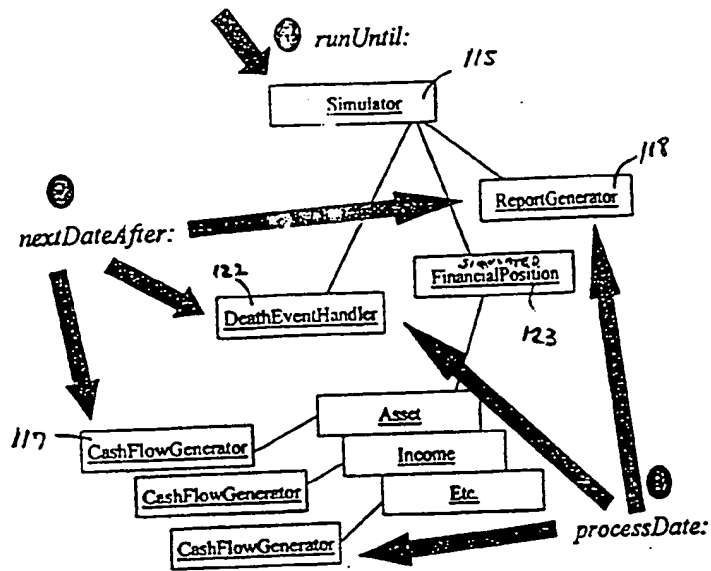 runUntil:
115
Simulator
118
ReportGenerator
nextDateAfter:
SIMULATED
FinancialPosition
122
DeathEventHandler
123
Asset
117
CashFlowGenerator
Income
CashFlowGenerator
Etc.
processDate:
CashFlowGenerator